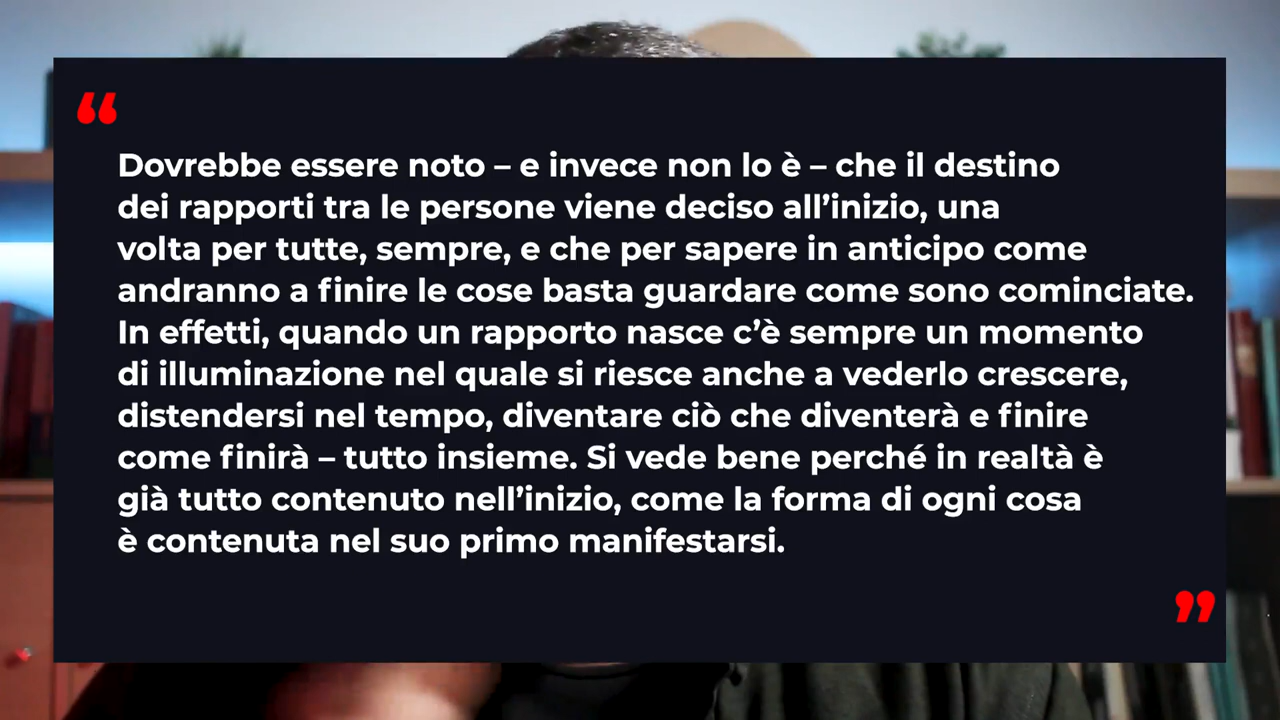 “
Dovrebbe essere noto – e invece non lo è – che il destino
dei rapporti tra le persone viene deciso all’inizio, una
volta per tutte, sempre, e che per sapere in anticipo come
andranno a finire le cose basta guardare come sono cominciate.
In effetti, quando un rapporto nasce c’è sempre un momento
di illuminazione nel quale si riesce anche a vederlo crescere,
distendersi nel tempo, diventare ciò che diventerà e finire
come finirà – tutto insieme. Si vede bene perché in realtà è
già tutto contenuto nell’inizio, come la forma di ogni cosa
è contenuta nel suo primo manifestarsi.
”